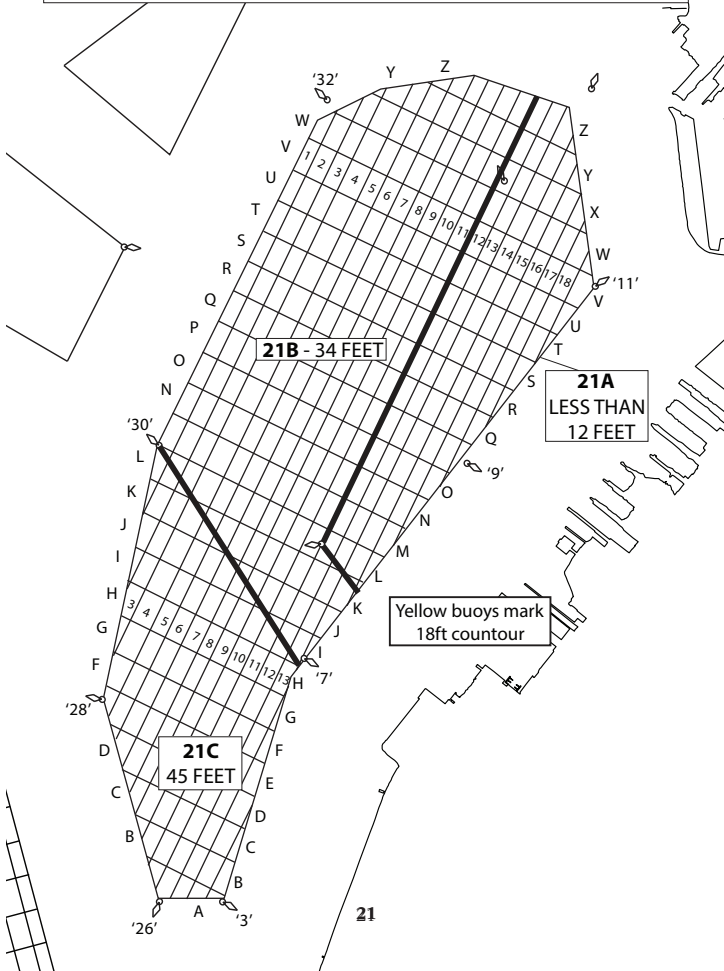 '32'
Y
Z
W
V
U
T
S
R
Q
P
O
N
1 2 3 4 5 6 7 8 9 10 11 12 13 14 15 16 17 18
Z
Y
X
W
'11'
V
U
T
S
R
Q
'9'
O
N
M
L
K
J
I
'7'
H
21B - 34 FEET
21A
LESS THAN
12 FEET
'30'
L
K
J
I
H
G
F
3 4 5 6 7 8 9 10 11 12 13
Yellow buoys mark
18ft countour
'28'
D
C
B
21C
45 FEET
G
F
E
D
C
B
A
'26'
'3'
21